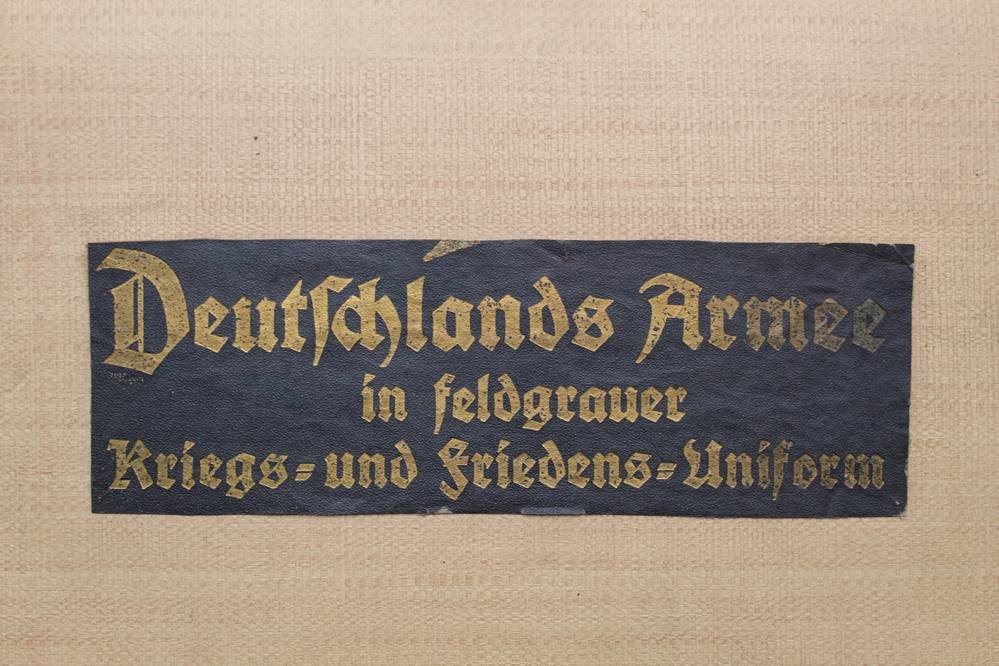 Deutschlands Armee
in feldgrauer
Kriegs= und Friedens=Uniform